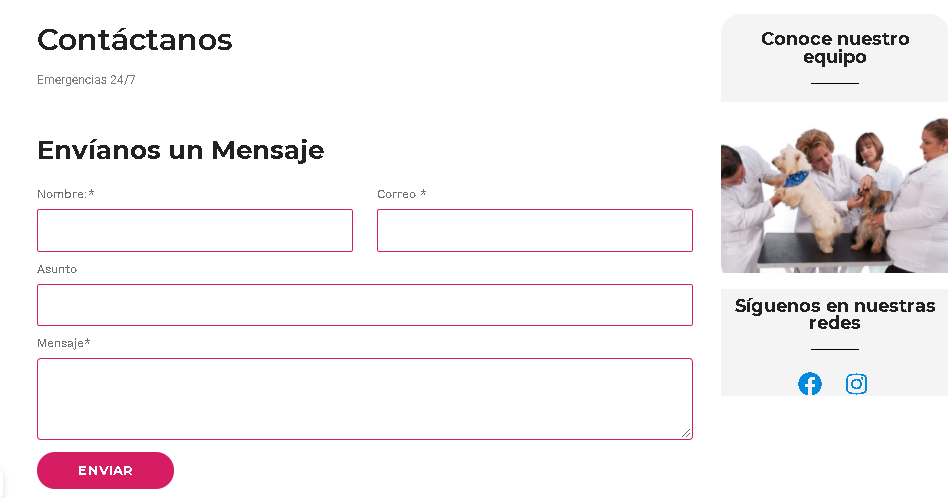 Contáctanos
Emergencias 24/7
Envíanos un Mensaje
Nombre:*
Correo *
Asunto
Mensaje*
ENVIAR
Conoce nuestro
equipo
Síguenos en nuestras
redes